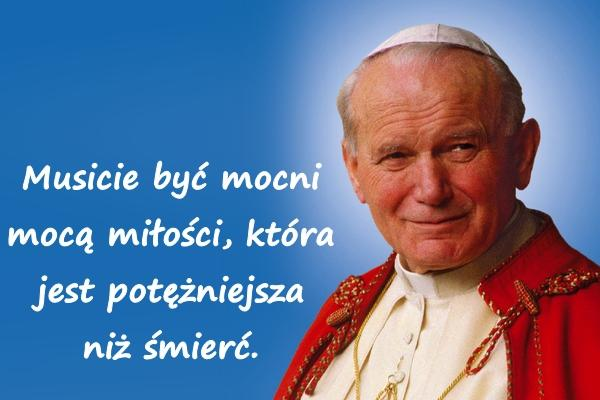 Musicie być mocni
mocą miłości, która
jest potężniejsza
niż śmierć.